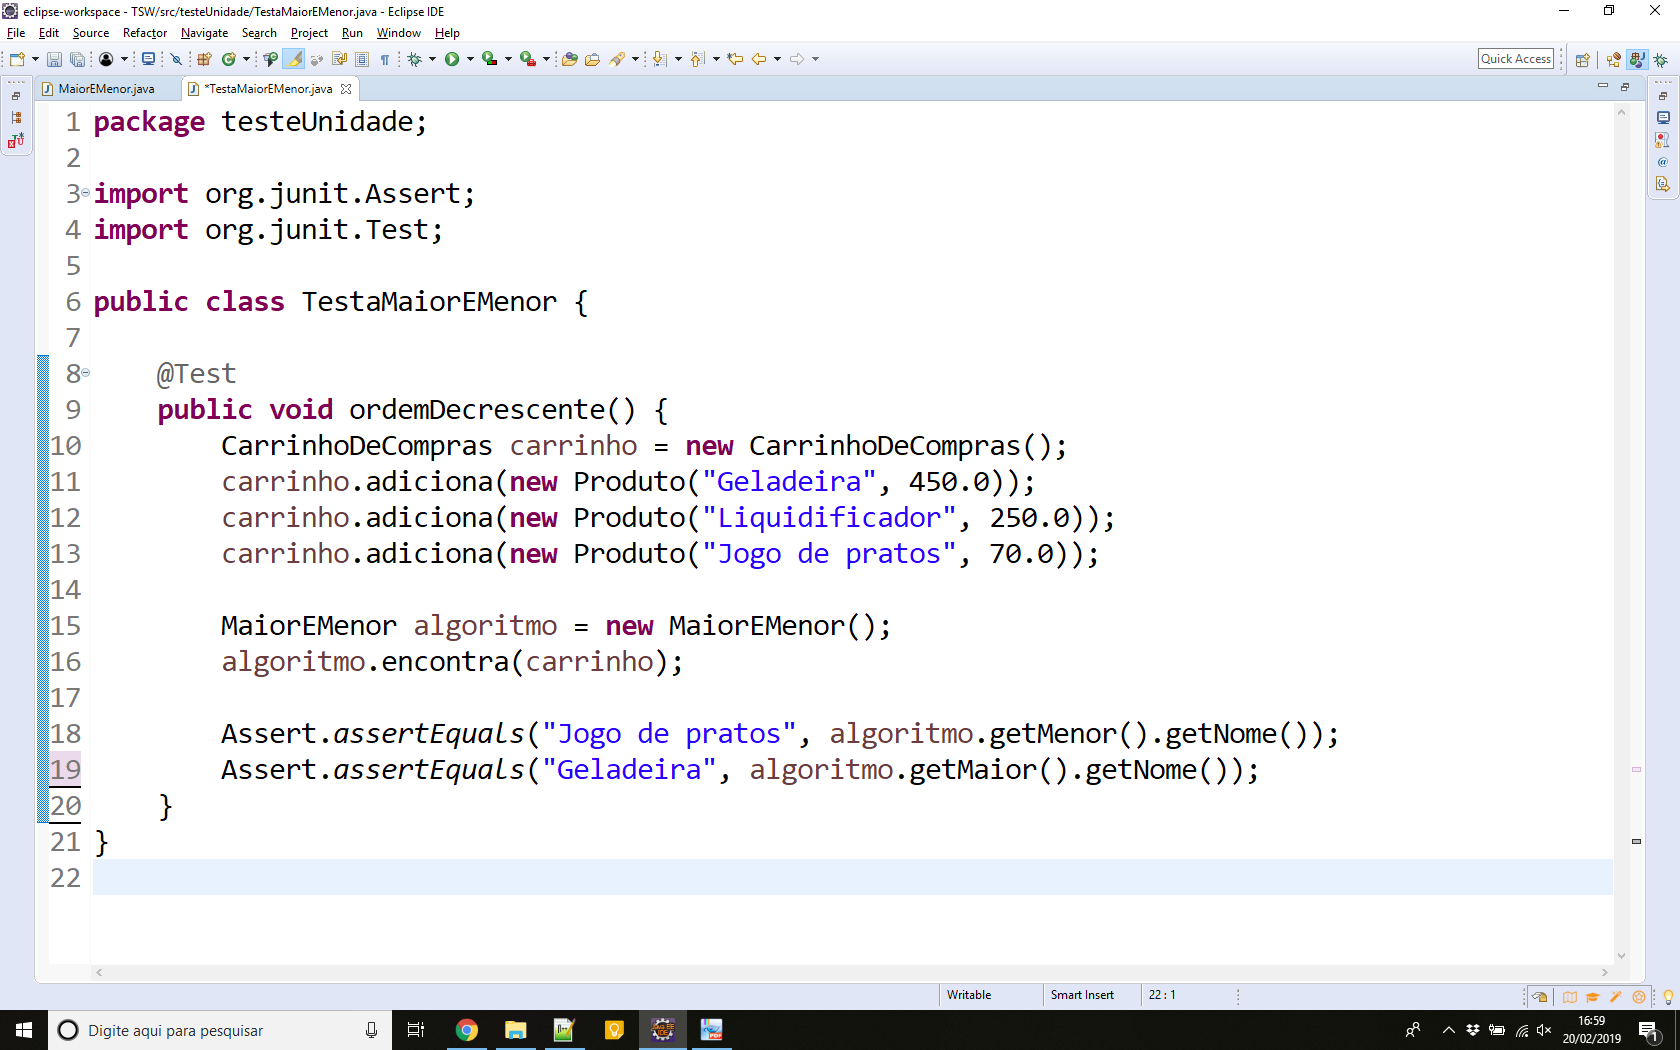 eclipse-workspace - TSW/src/testeUnidade/TestaMaiorEMenor.java - Eclipse IDE
File Edit Source Refactor Navigate Search Project Run Window Help
Quick Access
MaiorEMenor.java *TestaMaiorEMenor.java
1 package testeUnidade;
2
3 import org.junit.Assert;
4 import org.junit.Test;
5
6 public class TestaMaiorEMenor {
7
8 @Test
9 public void ordemDecrescente() {
10 CarrinhoDeCompras carrinho = new CarrinhoDeCompras();
11 carrinho.adiciona(new Produto("Geladeira", 450.0));
12 carrinho.adiciona(new Produto("Liquidificador", 250.0));
13 carrinho.adiciona(new Produto("Jogo de pratos", 70.0));
14
15 MaiorEMenor algoritmo = new MaiorEMenor();
16 algoritmo.encontra(carrinho);
17
18 Assert.assertEquals("Jogo de pratos", algoritmo.getMenor().getNome());
19 Assert.assertEquals("Geladeira", algoritmo.getMaior().getNome());
20 }
21 }
22
Writable Smart Insert 22 : 1
Digite aqui para pesquisar
16:59
20/02/2019
1